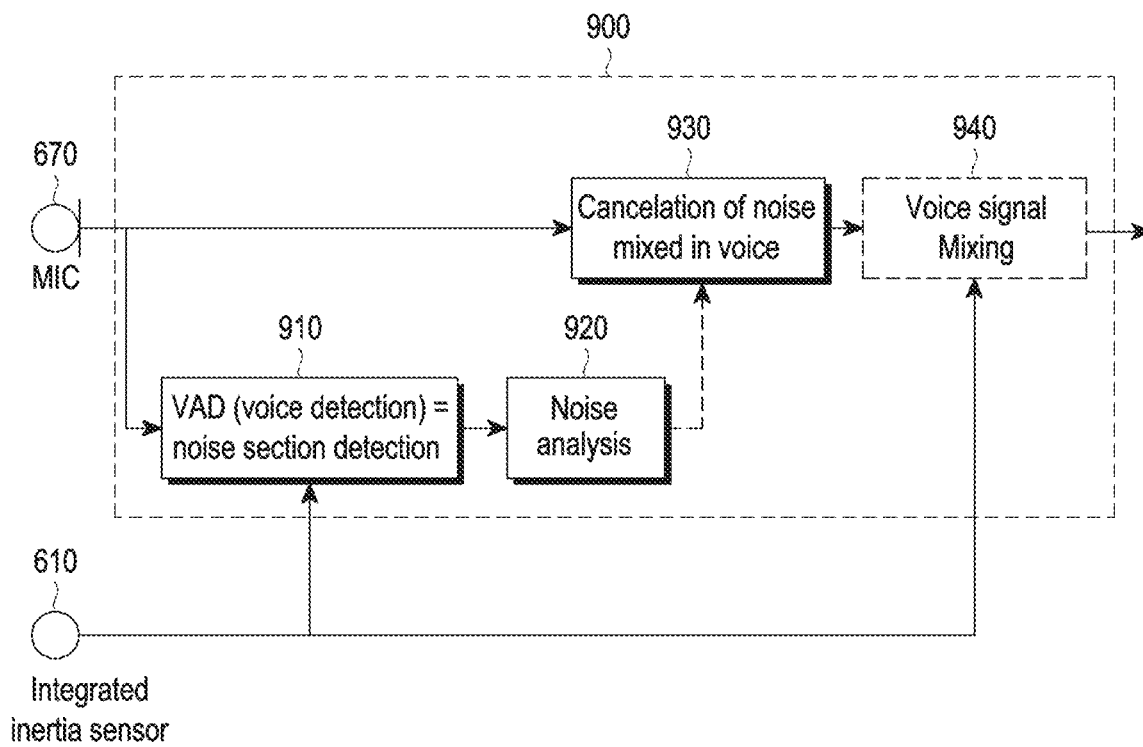 900
670
MIC
930
Cancelation of noise
mixed in voice
940
Voice signal
Mixing
910
VAD (voice detection) =
noise section detection
920
Noise
analysis
610
Integrated
inertia sensor